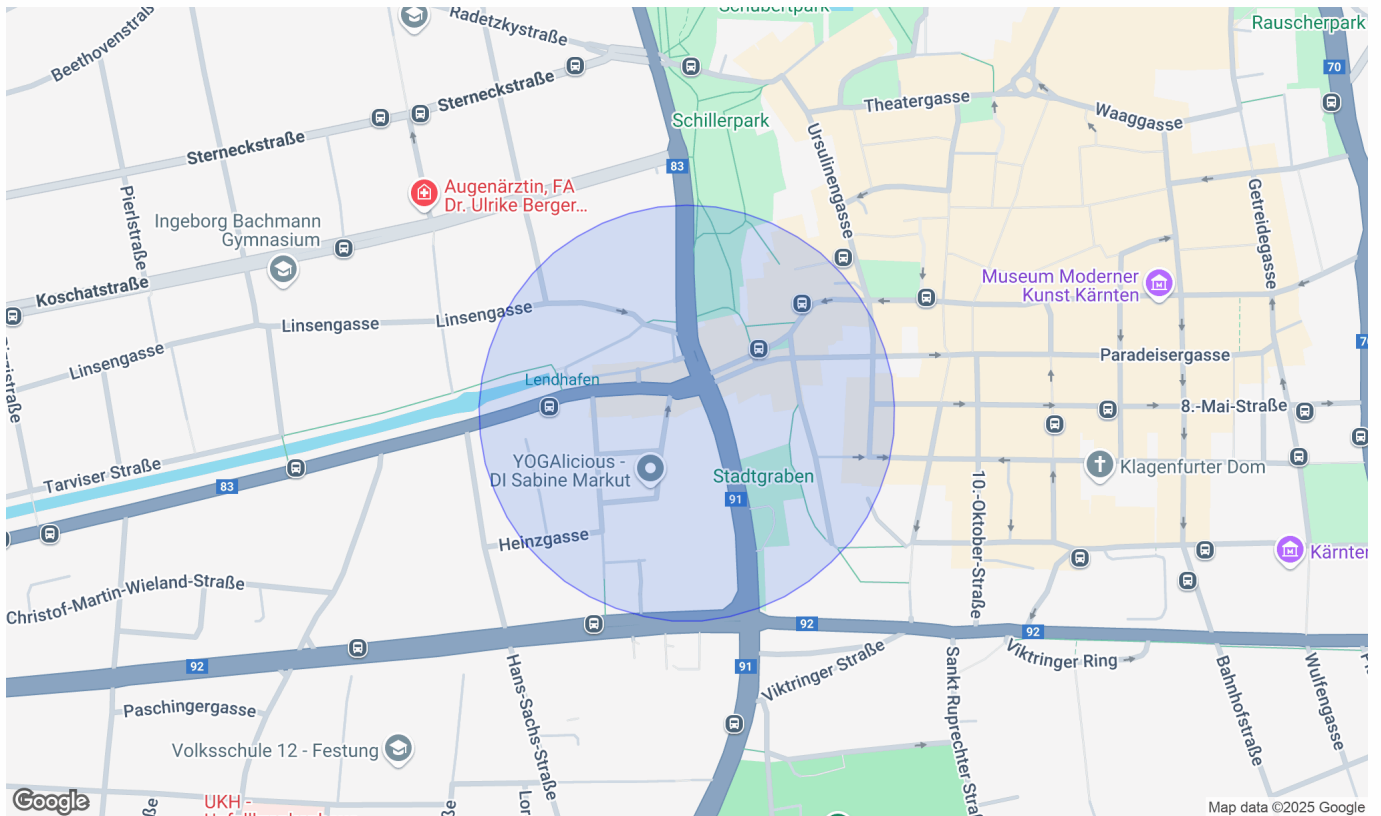 Schubertpark
Rauscherpark
Radetzkystraße
Beethovenstraß
70
Sterneckstraße
Theatergasse
Waaggasse
Schillerpark
Ursulinengasse
Sterneckstraße
83
Augenärztin, FA
Dr. Ulrike Berger...
Pierlstraße
Getreidegasse
Ingeborg Bachmann
Gymnasium
Koschatstraße
Museum Moderner
Kunst Kärnten
Linsengasse
Linsengasse
Linsengasse
Paradeisergasse
Lendhafen
8.-Mai-Straße
Tarviser Straße
83
YOGAlicious -
DI Sabine Markut
Stadtgraben
91
10.-Oktober-Straße
Klagenfurter Dom
Heinzgasse
Kärnten
Christof-Martin-Wieland-Straße
92
92
92
91
Viktringer Straße
Viktringer Ring
Hans-Sachs-Straße
Sankt Ruprechter Straß
Bahnhofstraße
Wulfengasse
Paschingergasse
Volksschule 12 - Festung
UKH -
Google
Map data ©2025 Google